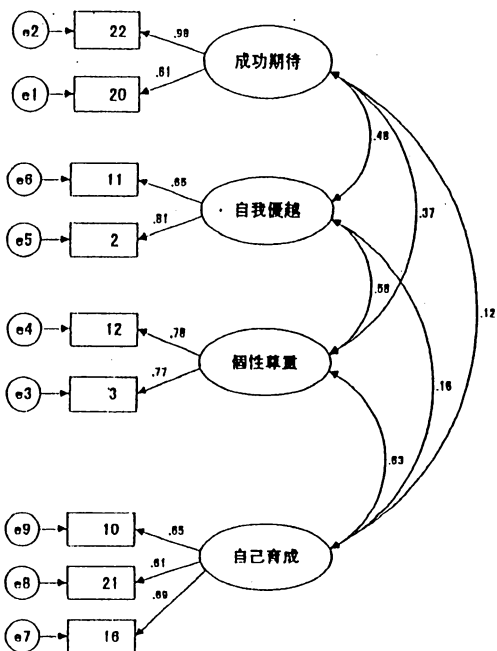 e2 22 .98 成功期待
e1 20 .61
.48
e6 11 .65 自我優越 .37
e5 2 .81
.58 .12
e4 12 .78 個性尊重
e3 3 .77 .16
.63
e9 10 .65 自己育成
e8 21 .61
e7 16 .69